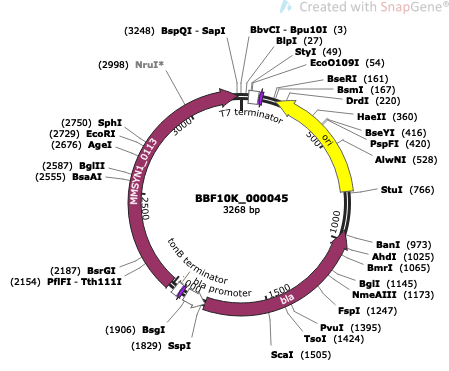 Created with SnapGene®
(3248) BspQI - SapI
BbvCI - Bpu10I (3)
BlpI (27)
StyI (49)
EcoO109I (54)
(2998) NruI*
BseRI (161)
BsmI (167)
DrdI (220)
HaeII (360)
BseYI (416)
PspFI (420)
AlwNI (528)
StuI (766)
T7 terminator
3000
500
ori
(2750) SphI
(2729) EcoRI
(2676) AgeI
(2587) BglII
(2555) BsaAI
MMSYN1_0113
BBF10K_000045
3268 bp
2500
1000
BanI (973)
AhdI (1025)
BmrI (1065)
BglI (1145)
NmeAIII (1173)
FspI (1247)
PvuI (1395)
TsoI (1424)
ScaI (1505)
tonB terminator
bla promoter
1500
bla
(2187) BsrGI
(2154) PflFI - Tth111I
(1906) BsgI
(1829) SspI